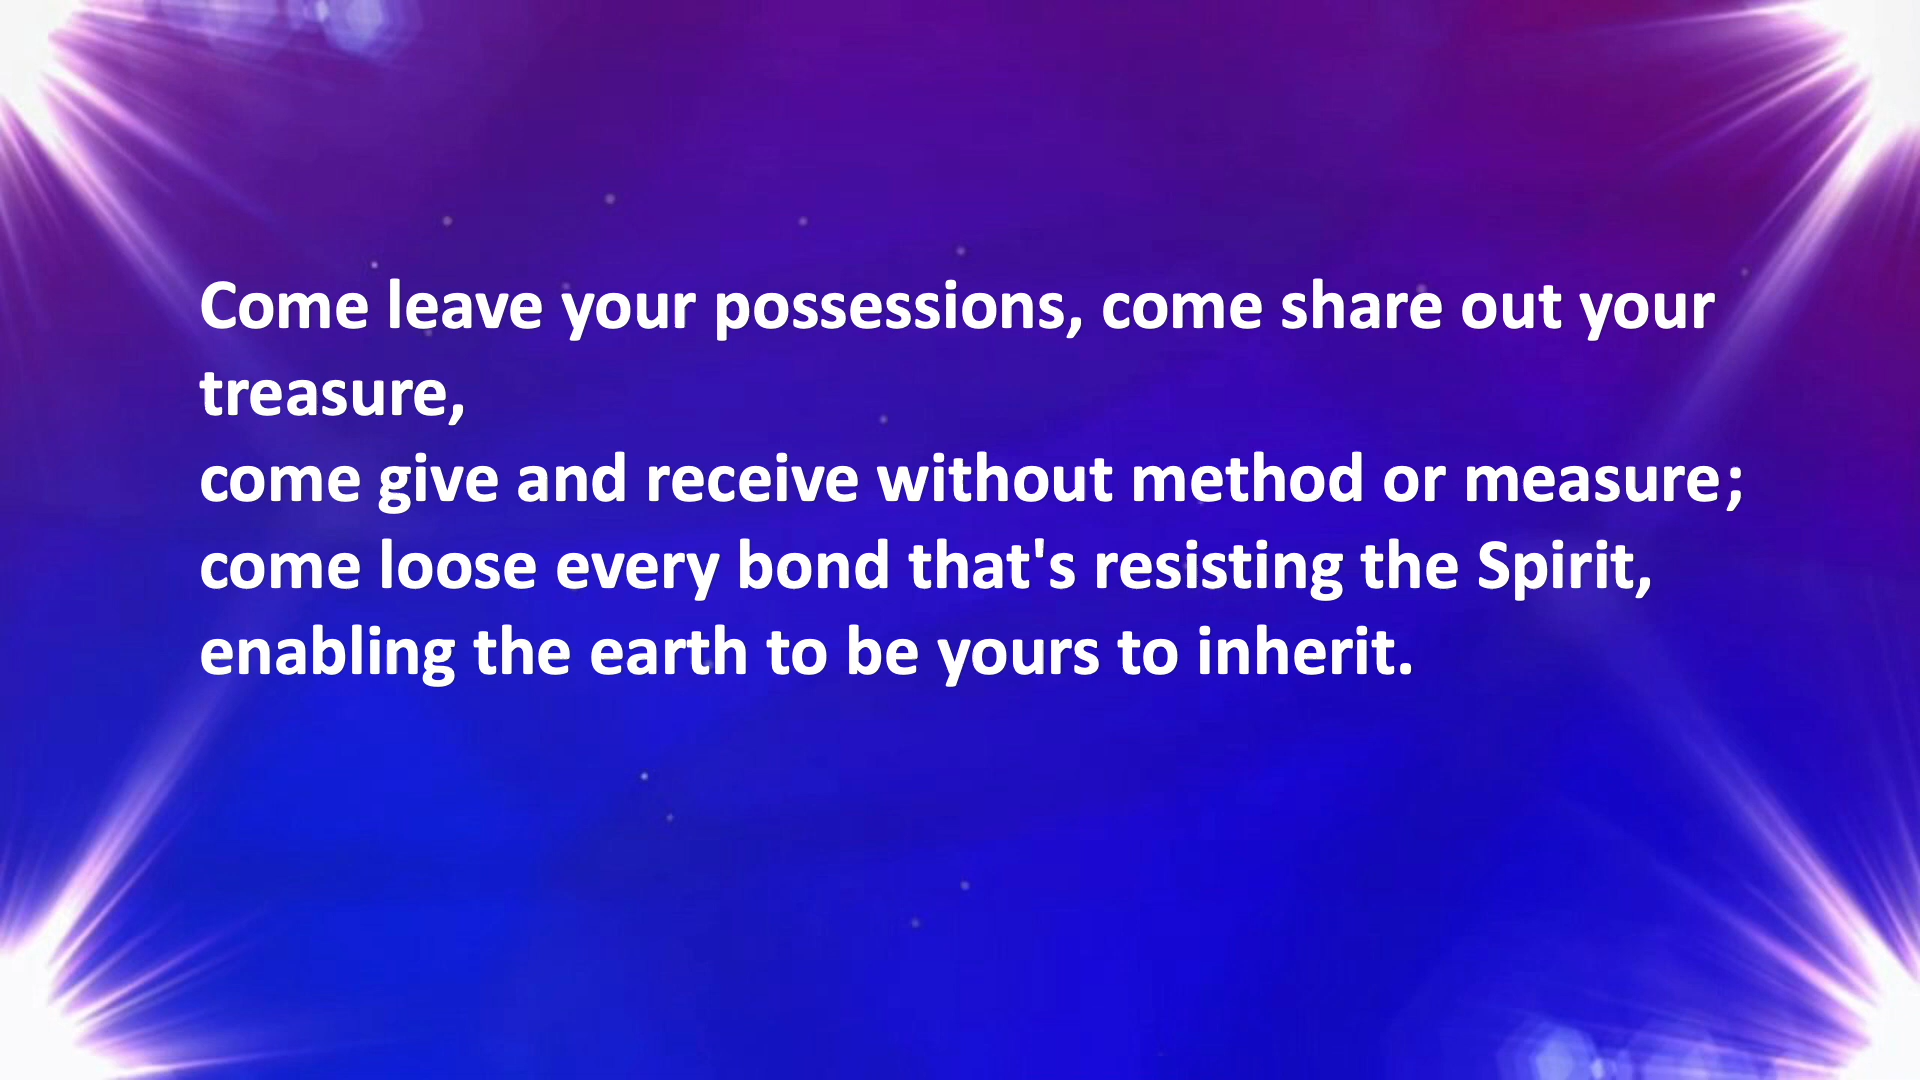 Come leave your possessions, come share out your
treasure,
come give and receive without method or measure;
come loose every bond that's resisting the Spirit,
enabling the earth to be yours to inherit.